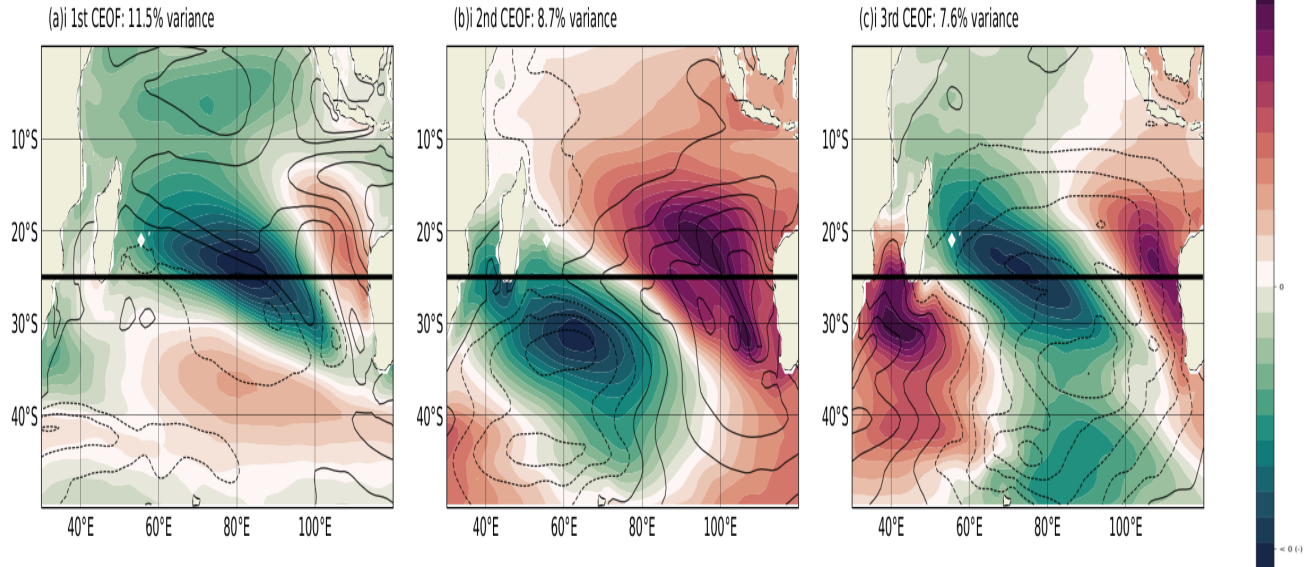 (a)i 1st CEOF: 11.5% variance
(b)i 2nd CEOF: 8.7% variance
(c)i 3rd CEOF: 7.6% variance
10°S
20°S
30°S
40°S
40°E
60°E
80°E
100°E
10°S
20°S
30°S
40°S
40°E
60°E
80°E
100°E
10°S
20°S
30°S
40°S
40°E
60°E
80°E
100°E
0
< 0 (-)